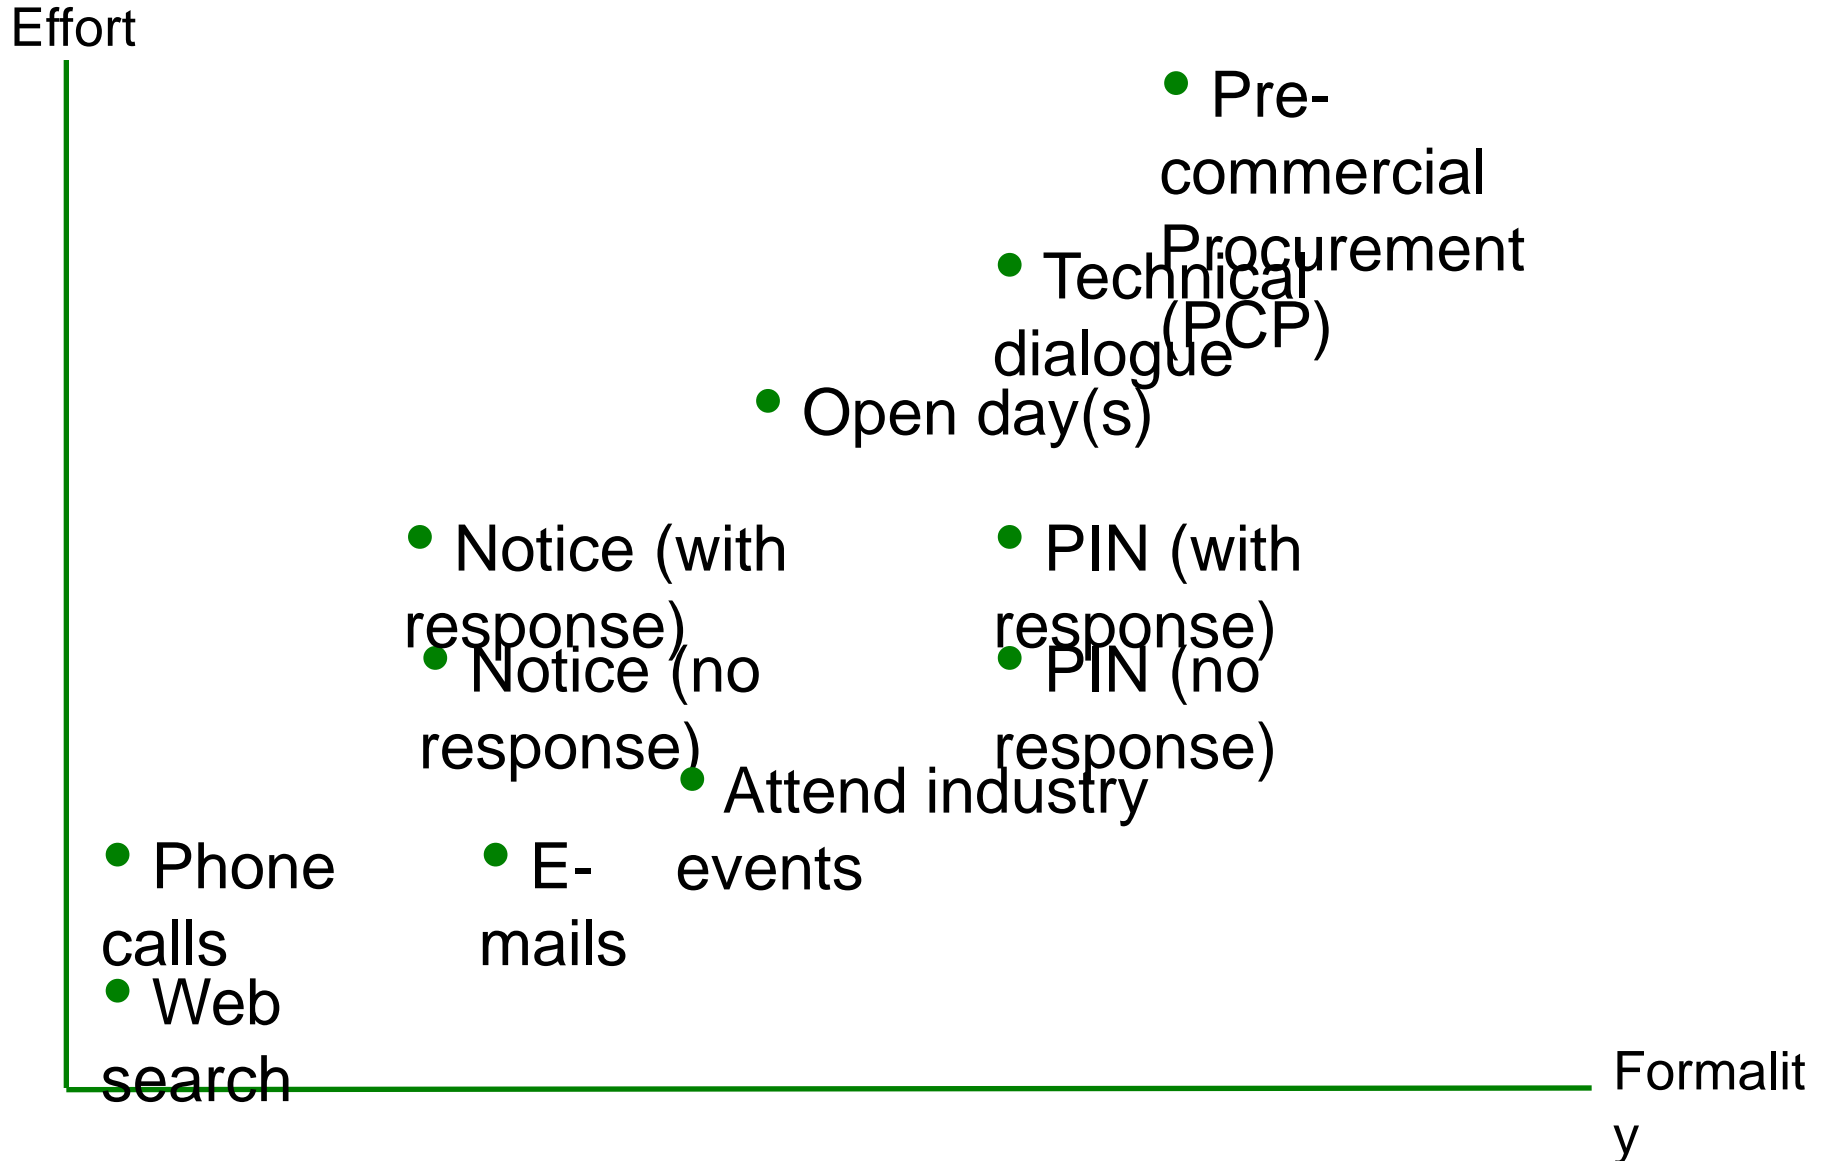 Effort
• Pre-
commercial
Procurement
(PCP)
• Technical
dialogue
• Open day(s)
• Notice (with
response)
• PIN (with
response)
• Notice (no
response)
• PIN (no
response)
• Attend industry
events
• Phone
calls
• E-
mails
• Web
search
Formalit
y